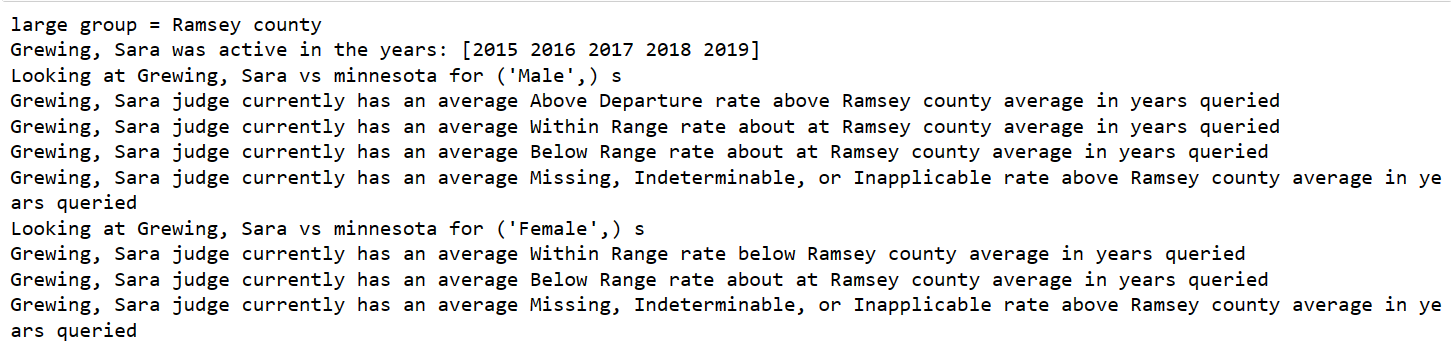 large group = Ramsey county
Grewing, Sara was active in the years: [2015 2016 2017 2018 2019]
Looking at Grewing, Sara vs minnesota for ('Male',) s
Grewing, Sara judge currently has an average Above Departure rate above Ramsey county average in years queried
Grewing, Sara judge currently has an average Within Range rate about at Ramsey county average in years queried
Grewing, Sara judge currently has an average Below Range rate about at Ramsey county average in years queried
Grewing, Sara judge currently has an average Missing, Indeterminable, or Inapplicable rate above Ramsey county average in ye
ars queried
Looking at Grewing, Sara vs minnesota for ('Female',) s
Grewing, Sara judge currently has an average Within Range rate below Ramsey county average in years queried
Grewing, Sara judge currently has an average Below Range rate about at Ramsey county average in years queried
Grewing, Sara judge currently has an average Missing, Indeterminable, or Inapplicable rate above Ramsey county average in ye
ars queried